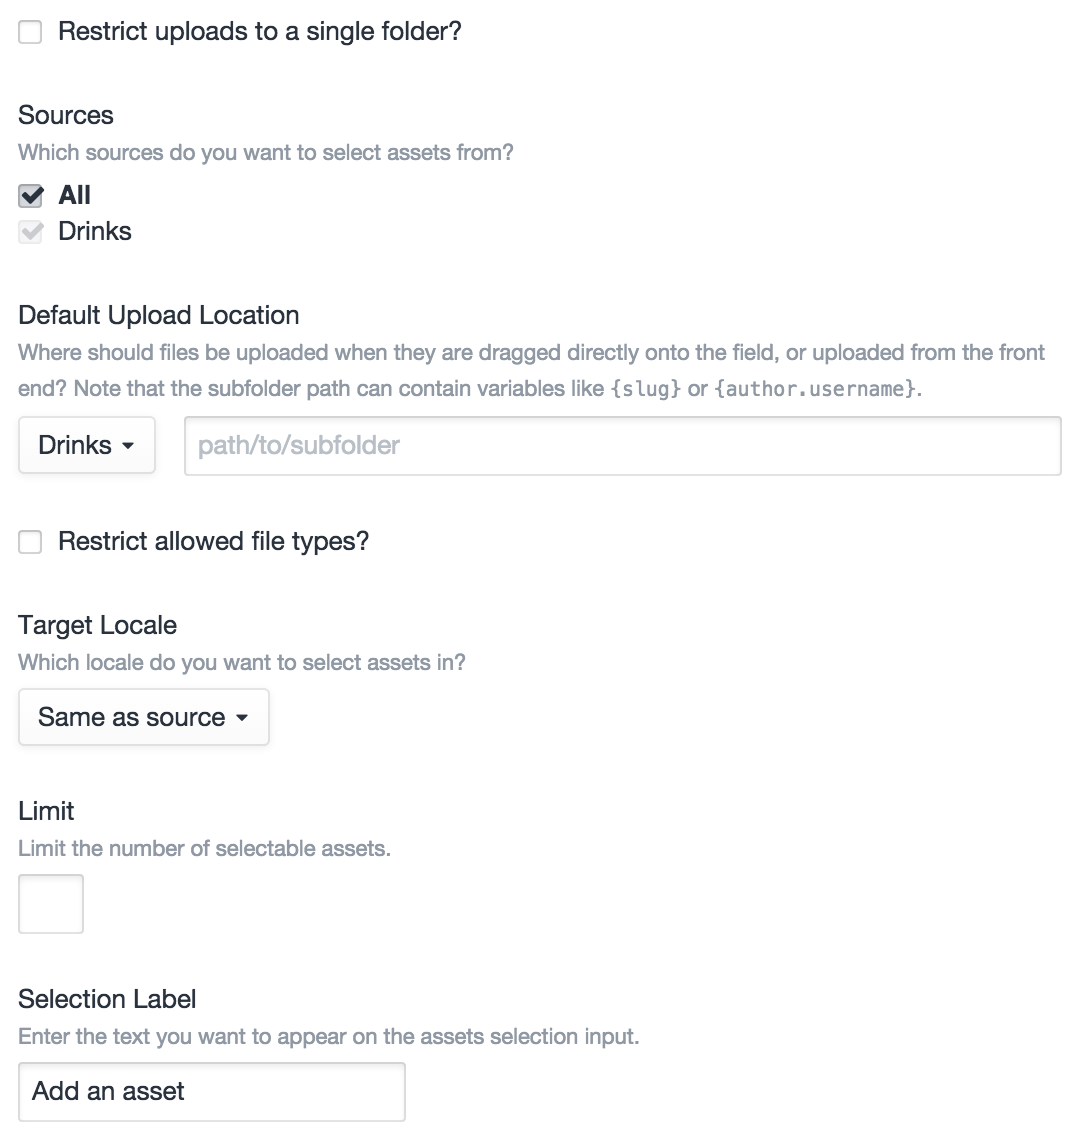 Restrict uploads to a single folder?
Sources
Which sources do you want to select assets from?
All
Drinks
Default Upload Location
Where should files be uploaded when they are dragged directly onto the field, or uploaded from the front
end? Note that the subfolder path can contain variables like {slug} or {author.username}.
Drinks path/to/subfolder
Restrict allowed file types?
Target Locale
Which locale do you want to select assets in?
Same as source
Limit
Limit the number of selectable assets.
Selection Label
Enter the text you want to appear on the assets selection input.
Add an asset